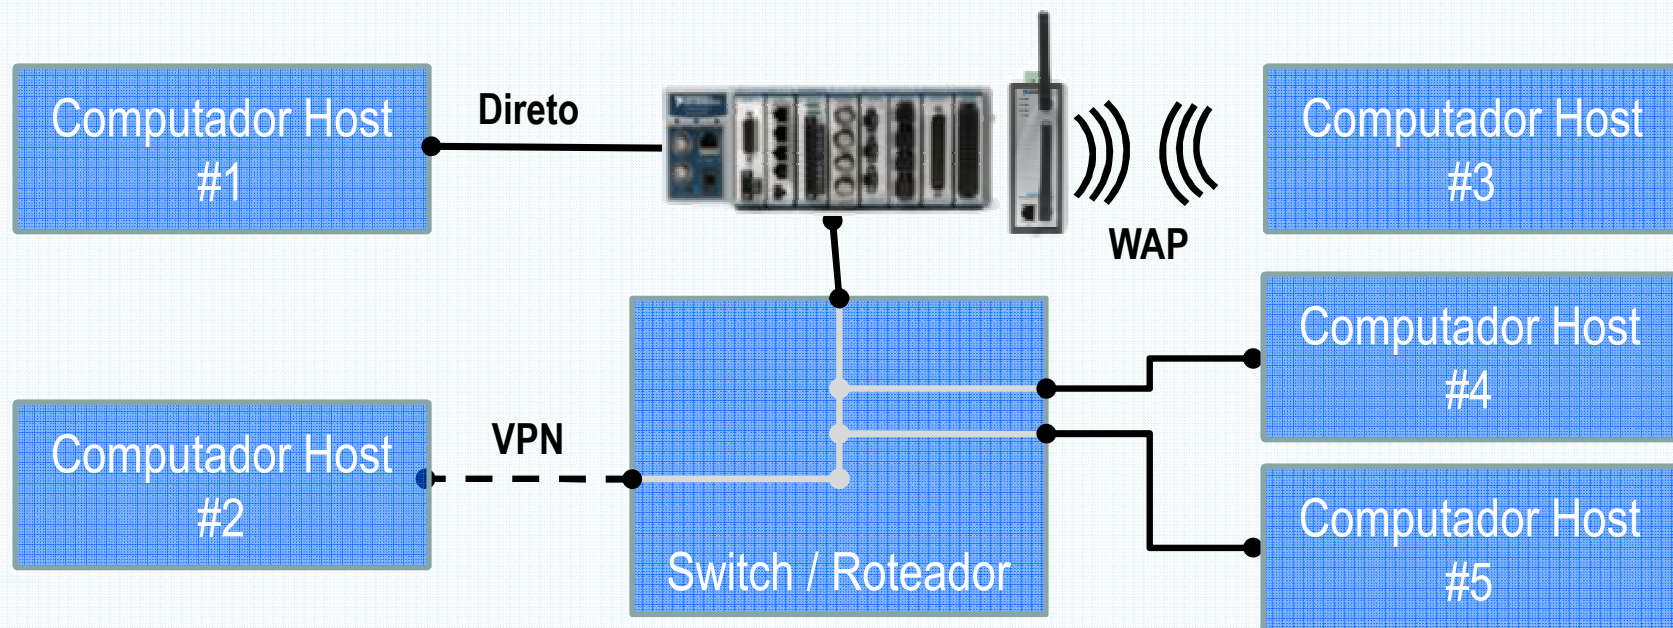 Computador Host
#1
Direto
WAP
Computador Host
#3
Computador Host
#2
VPN
Switch / Roteador
Computador Host
#4
Computador Host
#5